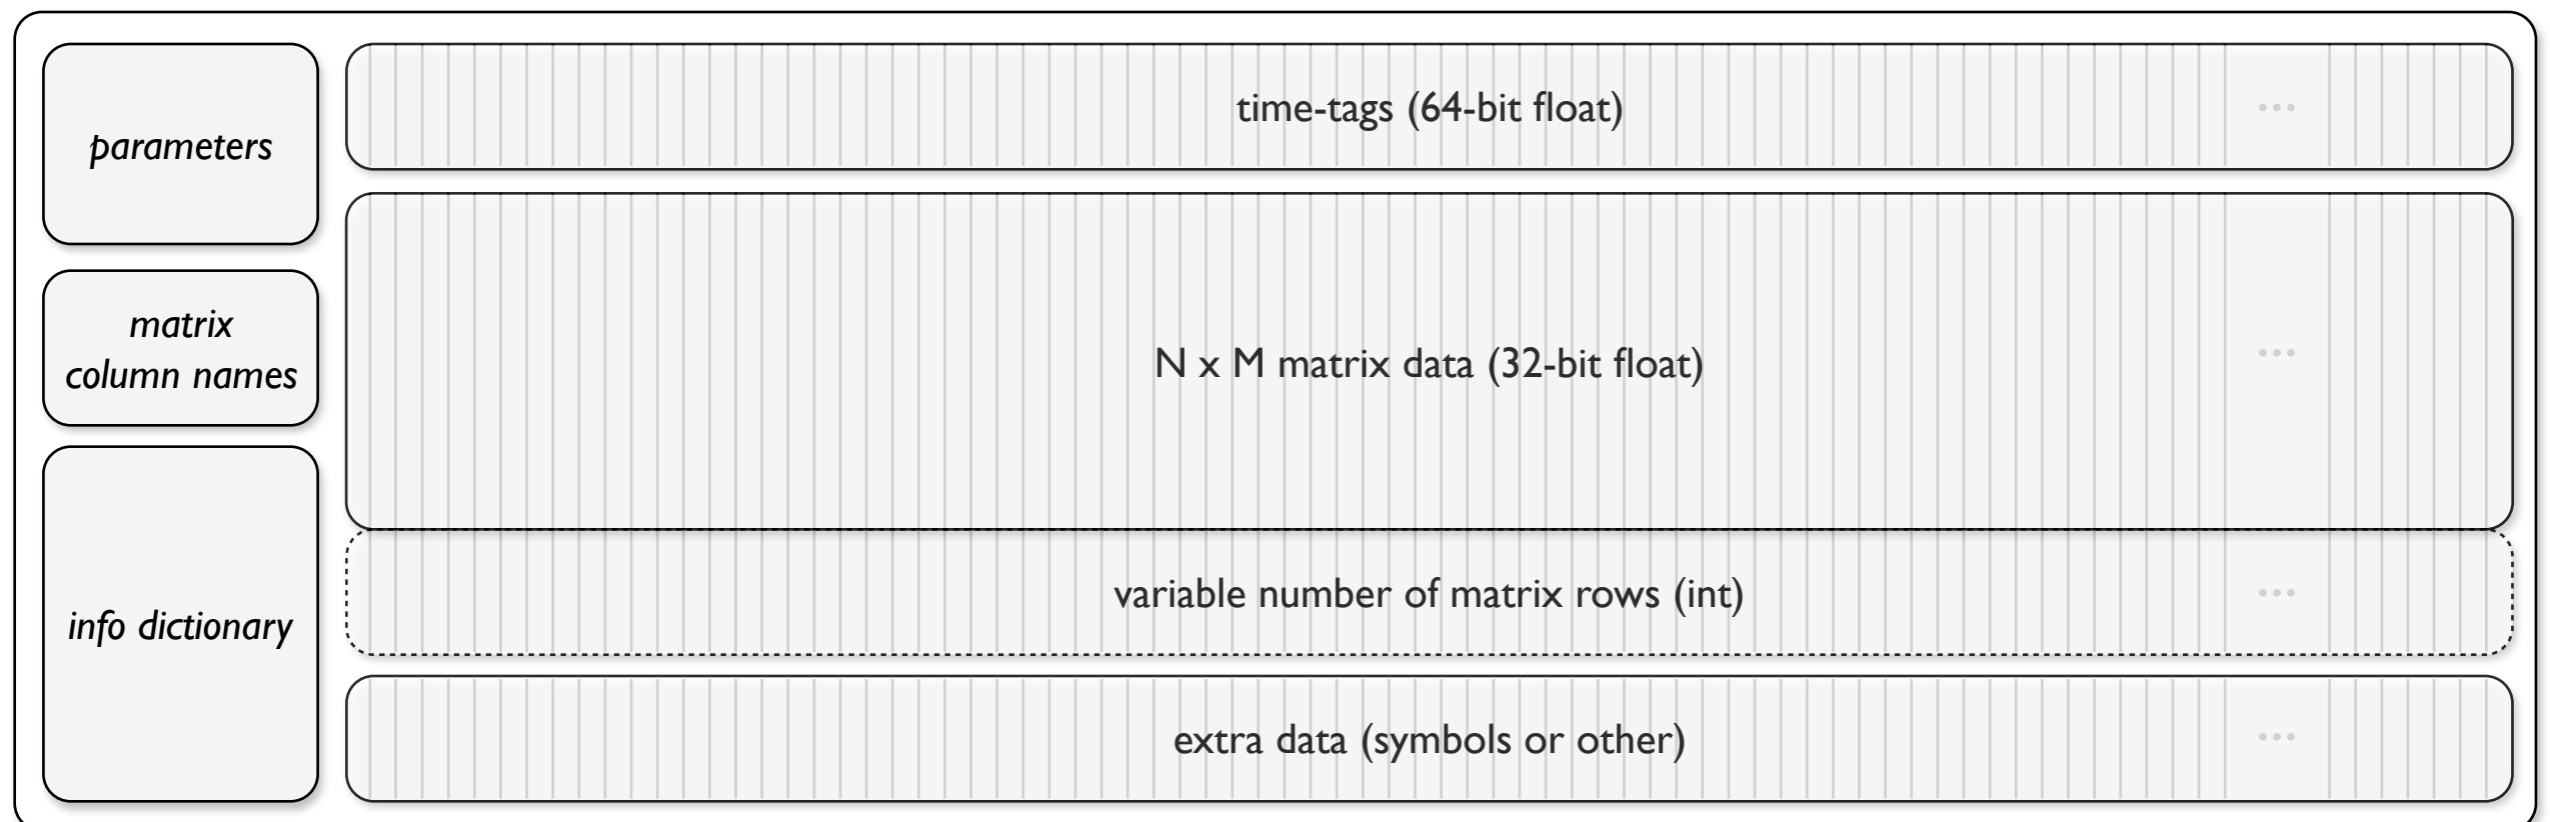 parameters
matrix
column names
info dictionary
time-tags (64-bit float)
...
N x M matrix data (32-bit float)
...
variable number of matrix rows (int)
...
extra data (symbols or other)
...